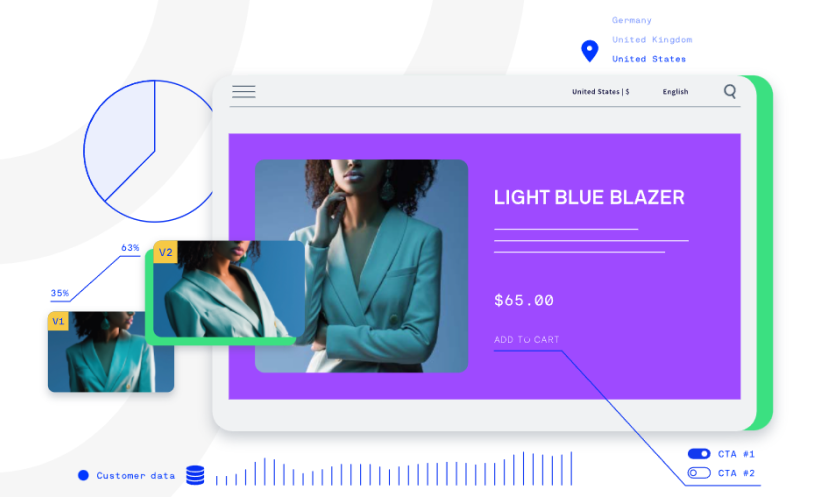 Germany
United Kingdom
United States
United States | $
English
LIGHT BLUE BLAZER
63%
V2
35%
V1
$65.00
ADD TO CART
CTA #1
CTA #2
Customer data